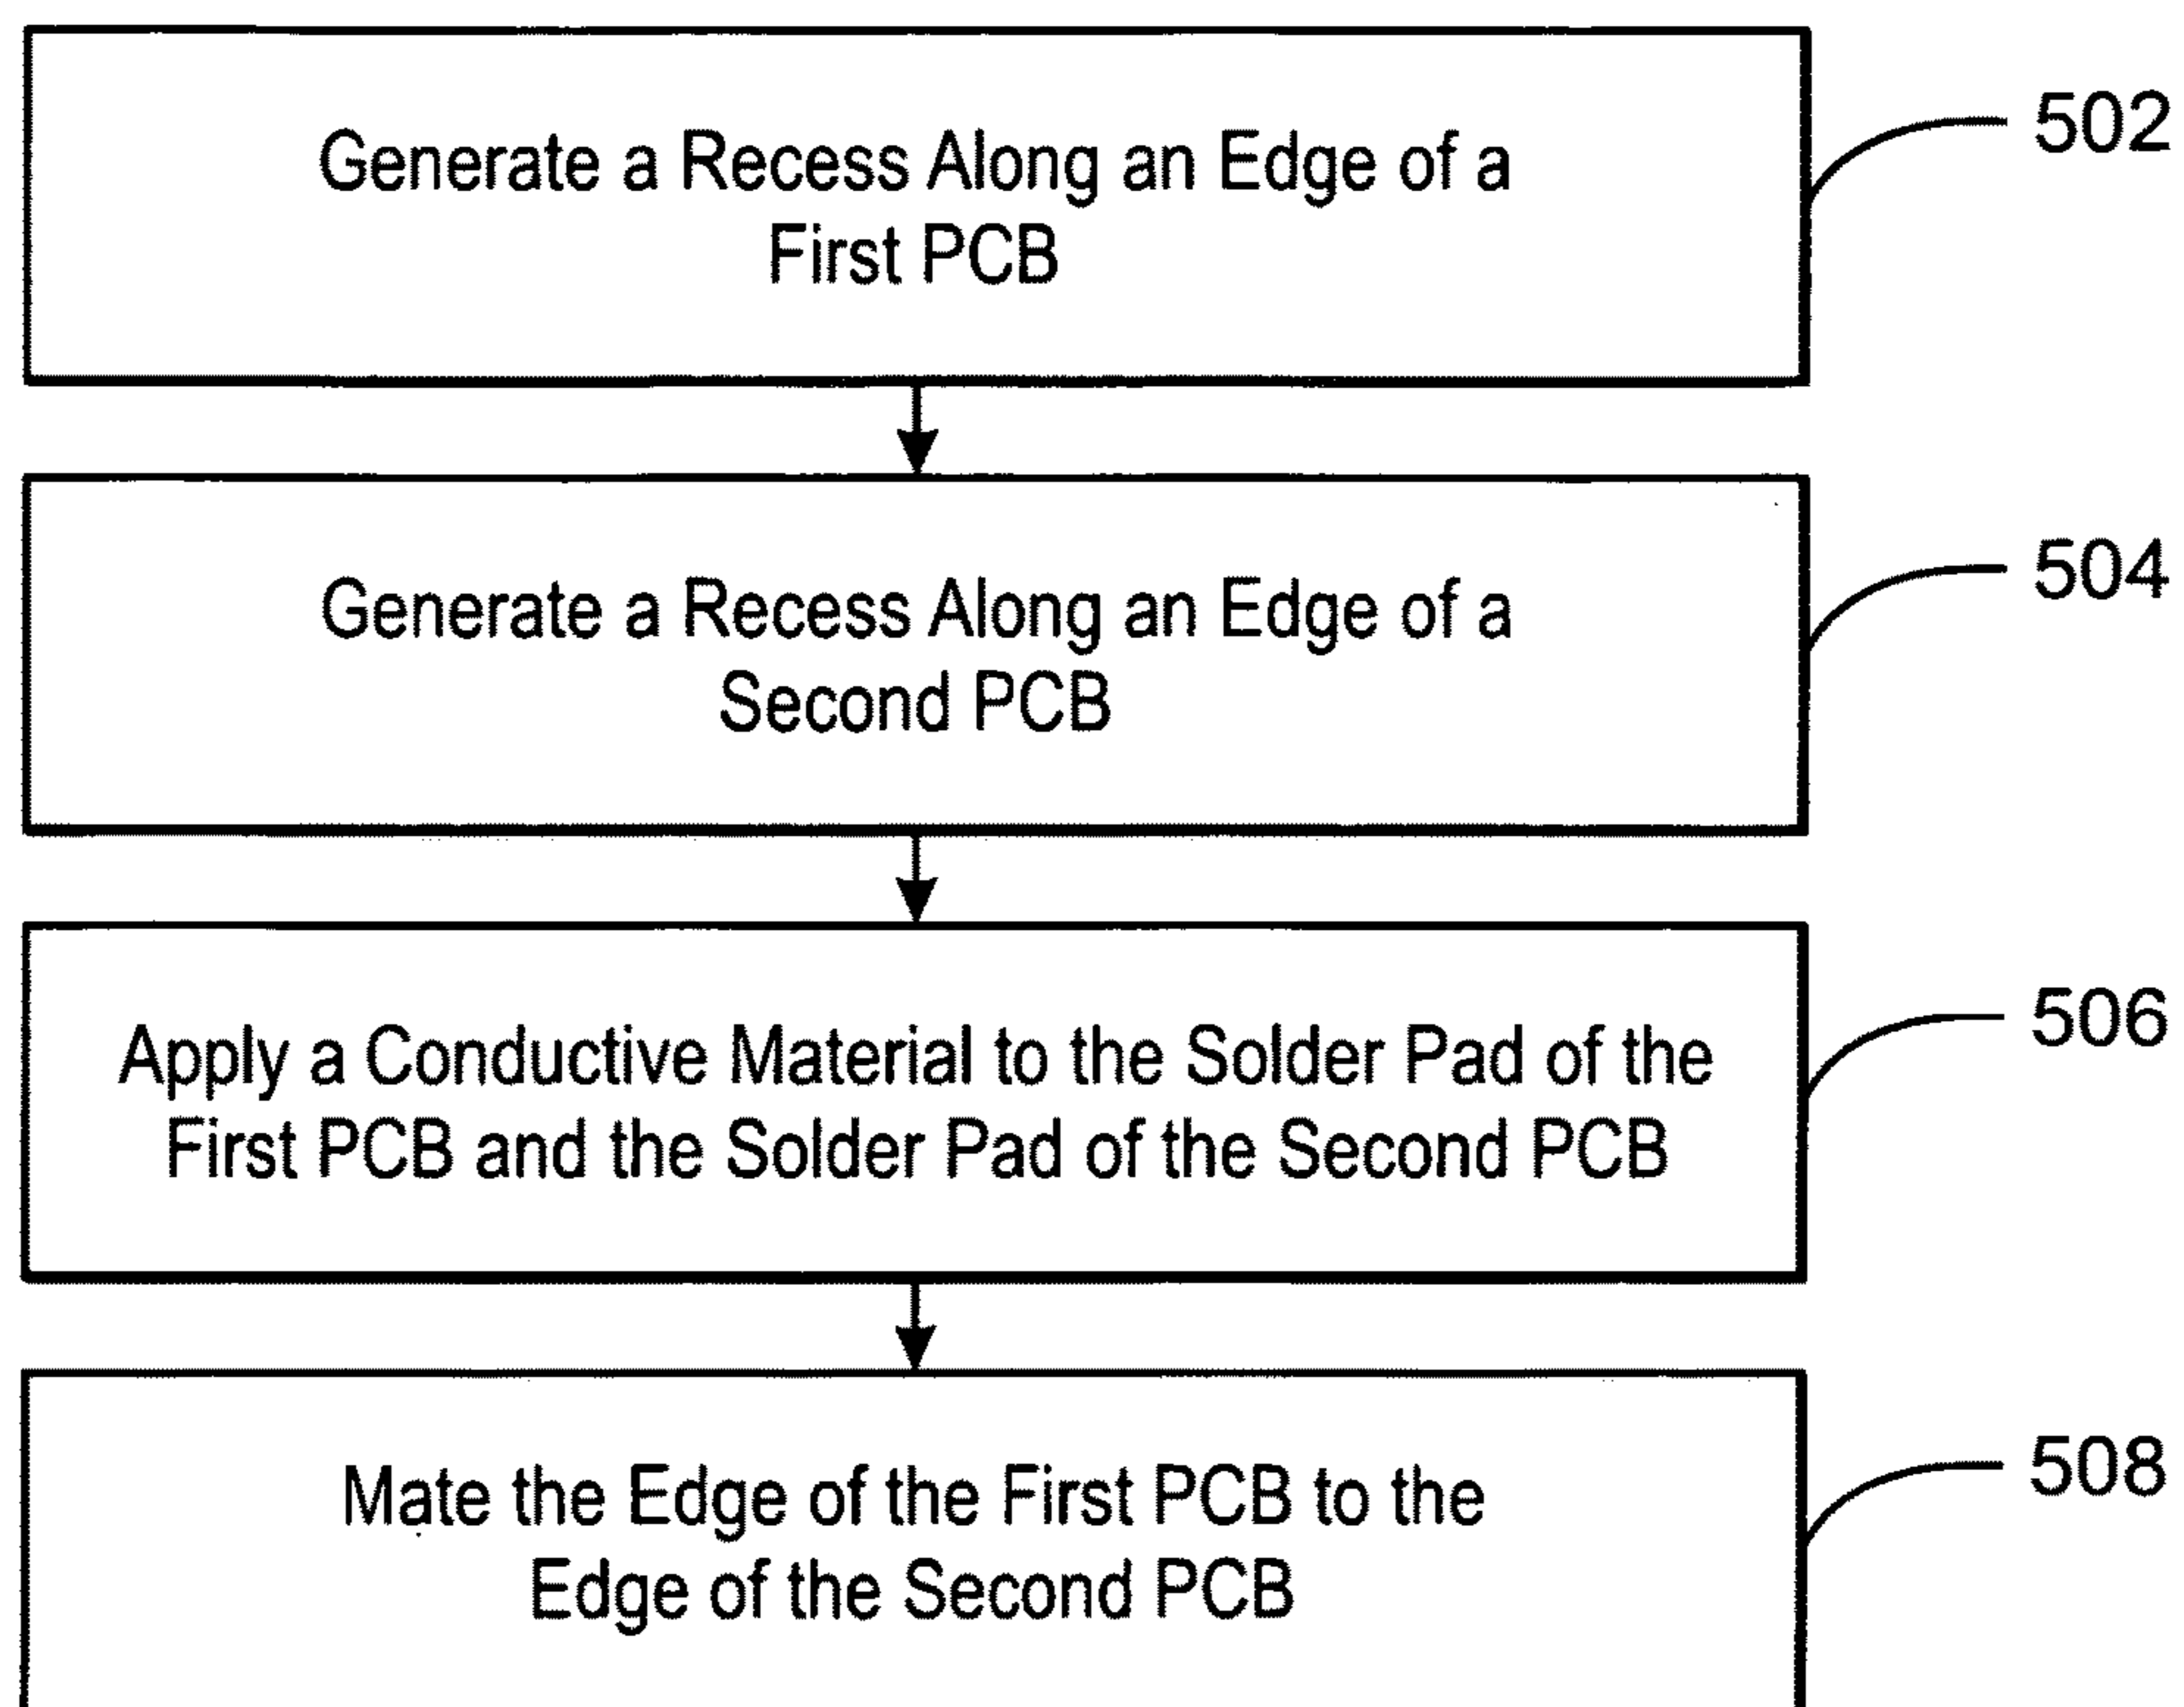 Generate a Recess Along an Edge of a
First PCB
502
Generate a Recess Along an Edge of a
Second PCB
504
Apply a Conductive Material to the Solder Pad of the
First PCB and the Solder Pad of the Second PCB
506
Mate the Edge of the First PCB to the
Edge of the Second PCB
508